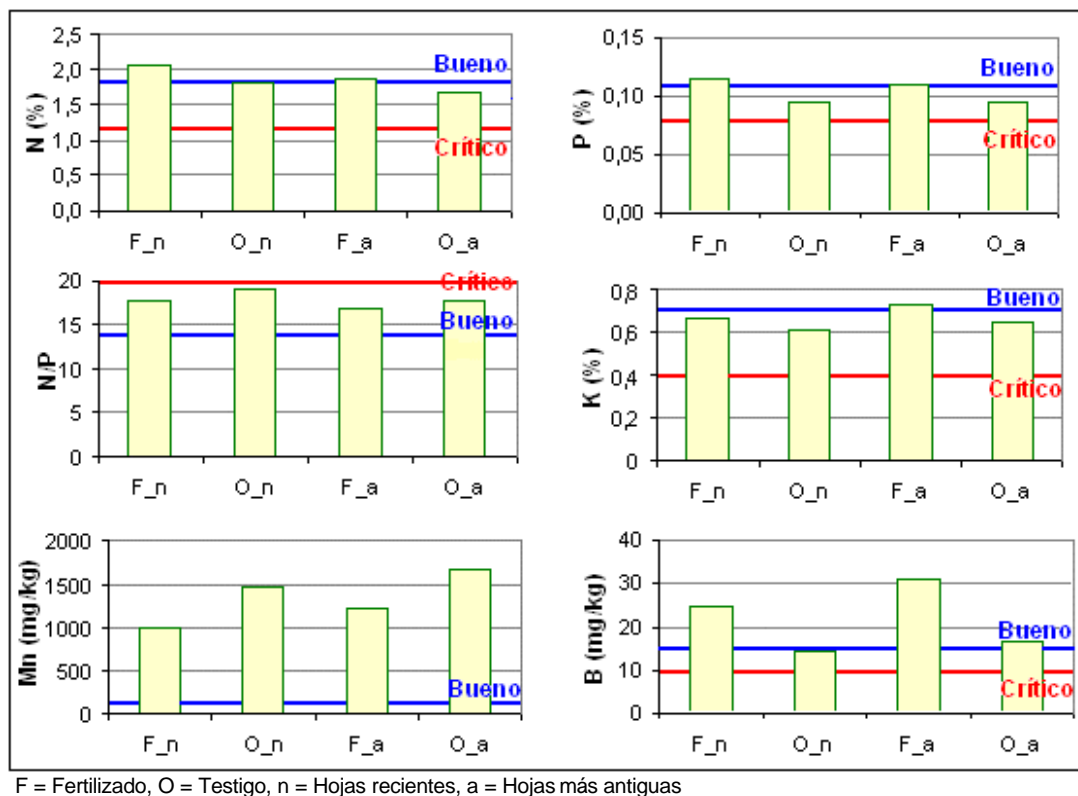 N (%)
2,5
2,0
1,5
1,0
0,5
0,0
Bueno
Crítico
F_n O_n F_a O_a
P (%)
0,15
0,10
0,05
0,00
Bueno
Crítico
F_n O_n F_a O_a
N/P
20
15
10
5
0
Crítico
Bueno
F_n O_n F_a O_a
K (%)
0,8
0,6
0,4
0,2
0
Bueno
Crítico
F_n O_n F_a O_a
Mn (mg/kg)
2000
1500
1000
500
0
Bueno
F_n O_n F_a O_a
B (mg/kg)
40
30
20
10
0
Bueno
Crítico
F_n O_n F_a O_a
F = Fertilizado, O = Testigo, n = Hojas recientes, a = Hojas más antiguas